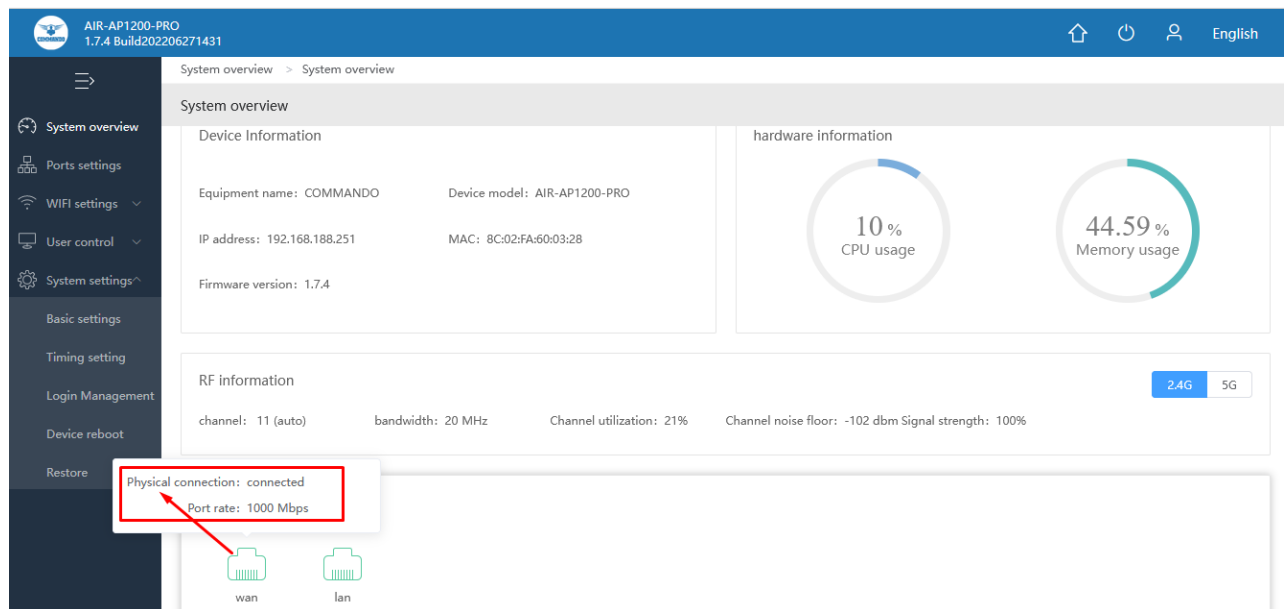 AIR-AP1200-PRO
1.7.4 Build202206271431
English
System overview > System overview
System overview
System overview
Ports settings
WIFI settings
User control
System settings
Basic settings
Timing setting
Login Management
Device reboot
Restore
Device Information
Equipment name: COMMANDO Device model: AIR-AP1200-PRO
IP address: 192.168.188.251 MAC: 8C:02:FA:60:03:28
Firmware version: 1.7.4
hardware information
10 %
CPU usage
44.59 %
Memory usage
RF information
2.4G 5G
channel: 11 (auto) bandwidth: 20 MHz Channel utilization: 21% Channel noise floor: -102 dbm Signal strength: 100%
Physical connection: connected
Port rate: 1000 Mbps
wan lan